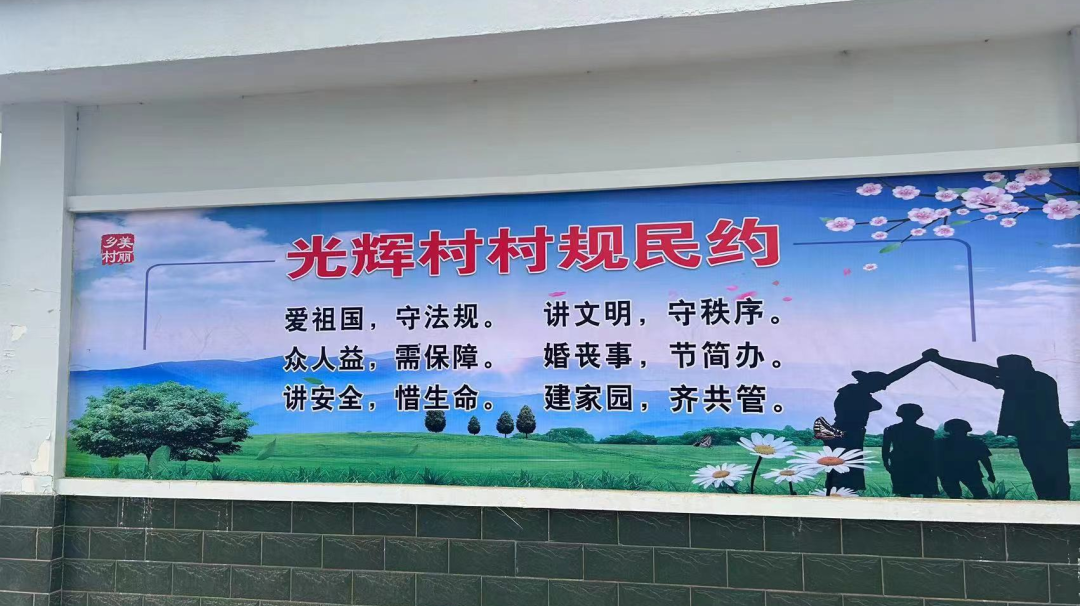 美丽
乡村
光辉村村规民约
爱祖国，守法规。
众人益，需保障。
讲安全，惜生命。
讲文明，守秩序。
婚丧事，节简办。
建家园，齐共管。